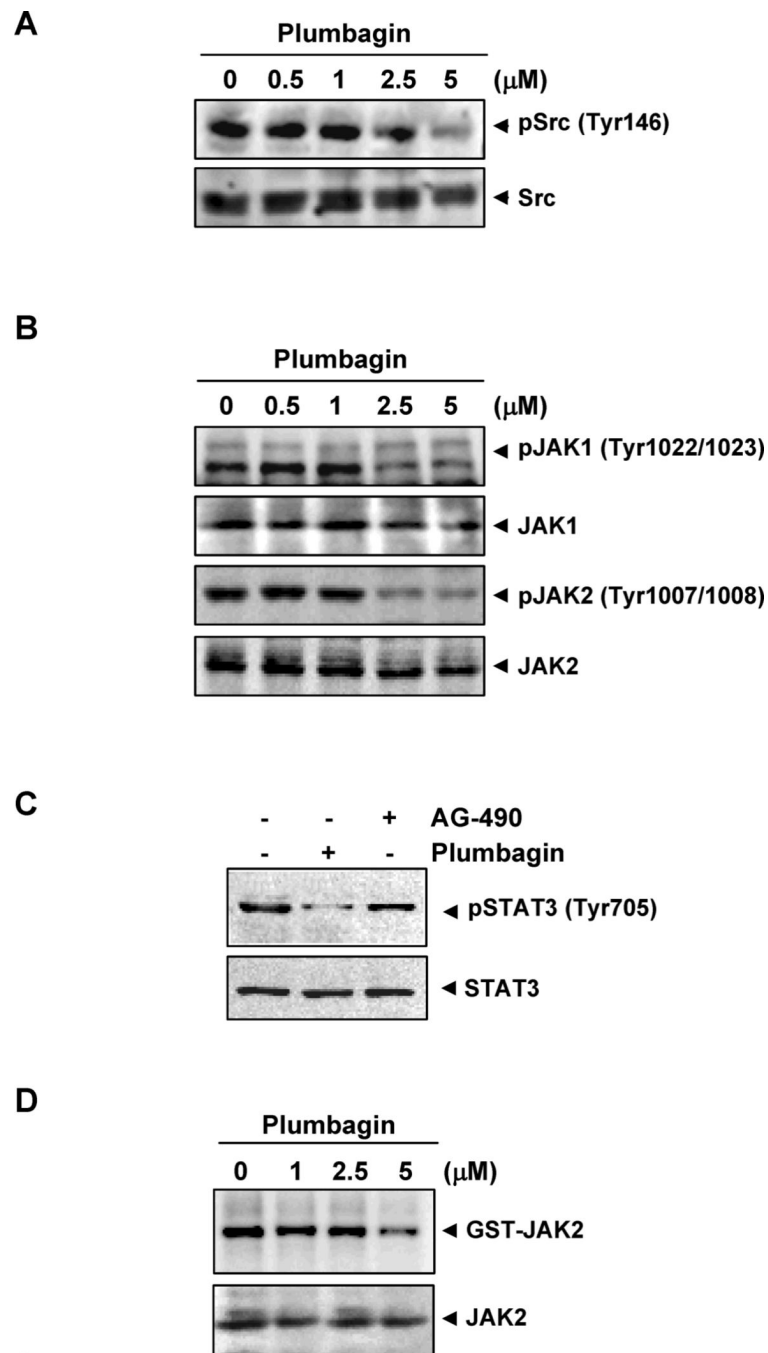 A
Plumbagin
0 0.5 1 2.5 5 (μM)
pSrc (Tyr146)
Src
B
Plumbagin
0 0.5 1 2.5 5 (μM)
pJAK1 (Tyr1022/1023)
JAK1
pJAK2 (Tyr1007/1008)
JAK2
C
- - + AG-490
- + - Plumbagin
pSTAT3 (Tyr705)
STAT3
D
Plumbagin
0 1 2.5 5 (μM)
GST-JAK2
JAK2